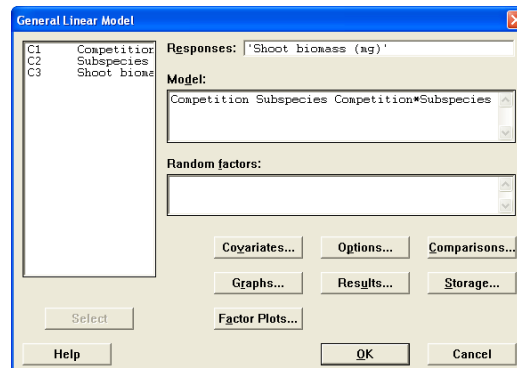 General Linear Model
C1 Competition
C2 Subspecies
C3 Shoot bioma
Responses: 'Shoot biomass (mg)'
Model:
Competition Subspecies Competition*Subspecies
Random factors:
Covariates... Options... Comparisons...
Graphs... Results... Storage...
Select Factor Plots...
Help OK Cancel